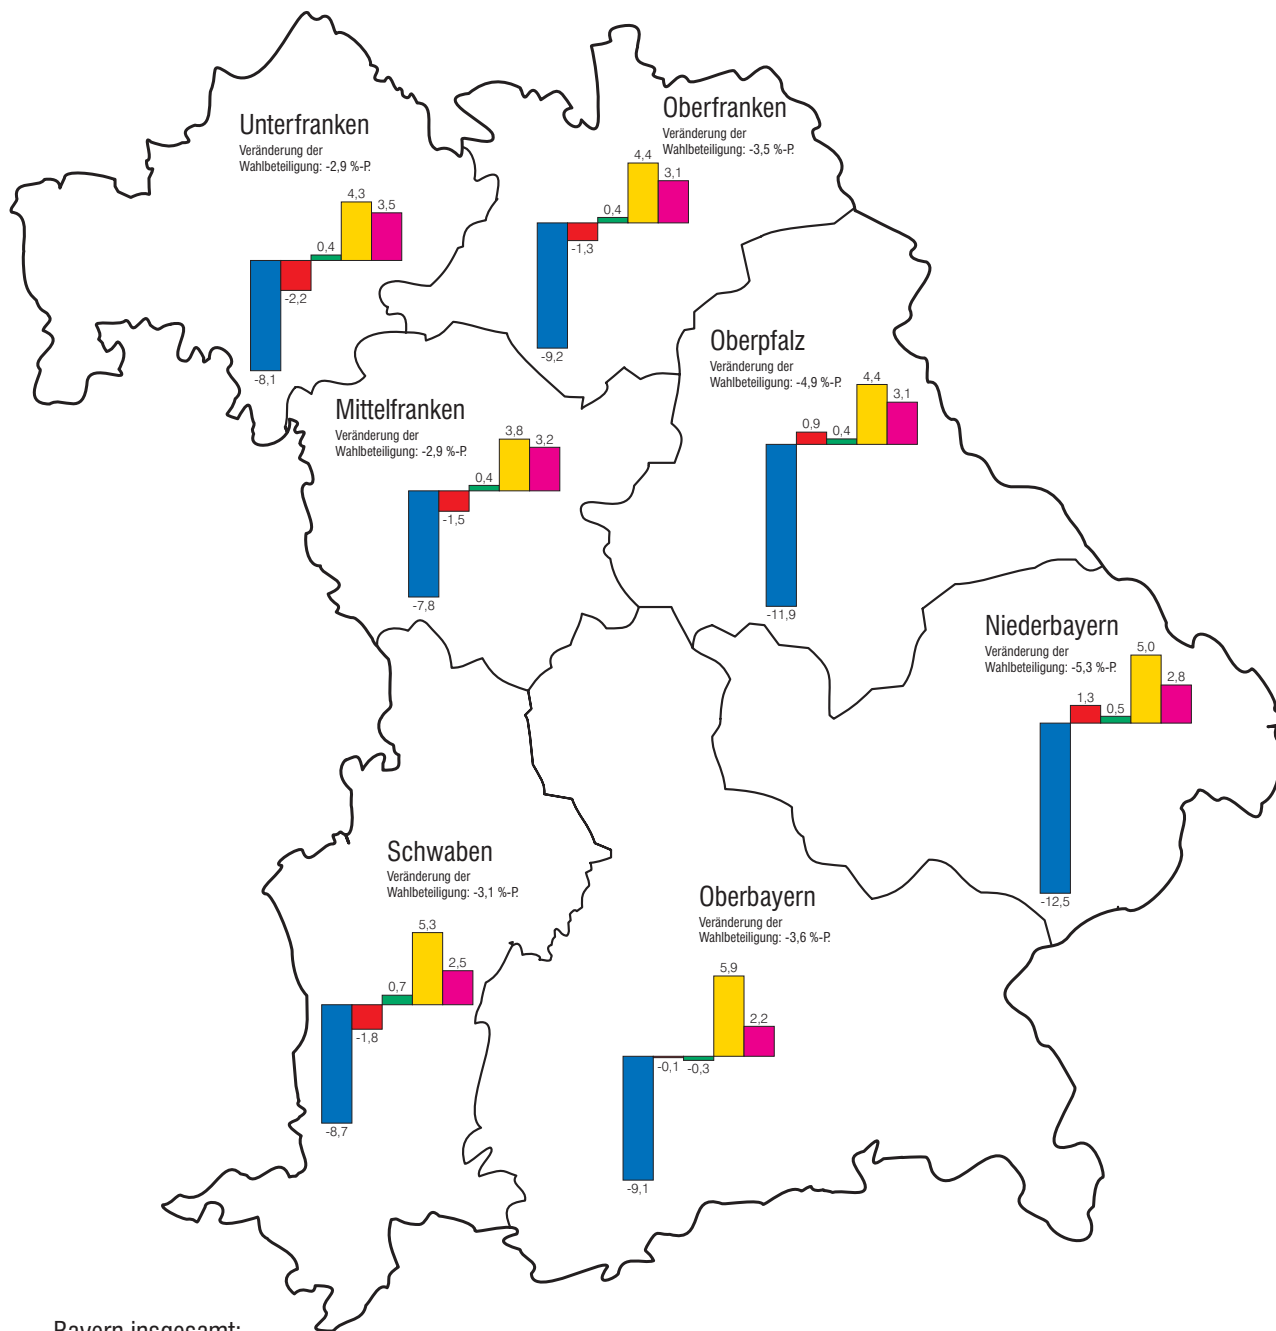 Unterfranken
Veränderung der
Wahlbeteiligung: -2,9 %-P.
4,3
3,5
0,4
-2,2
-8,1
Oberfranken
Veränderung der
Wahlbeteiligung: -3,5 %-P.
4,4
3,1
0,4
-1,3
-9,2
Oberpfalz
Veränderung der
Wahlbeteiligung: -4,9 %-P.
4,4
3,1
0,9
0,4
-11,9
Mittelfranken
Veränderung der
Wahlbeteiligung: -2,9 %-P.
3,8
3,2
0,4
-1,5
-7,8
Niederbayern
Veränderung der
Wahlbeteiligung: -5,3 %-P.
5,0
2,8
1,3
0,5
-12,5
Schwaben
Veränderung der
Wahlbeteiligung: -3,1 %-P.
5,3
2,5
0,7
-1,8
-8,7
Oberbayern
Veränderung der
Wahlbeteiligung: -3,6 %-P.
5,9
2,2
-0,1
-0,3
-9,1
Bayern insgesamt: